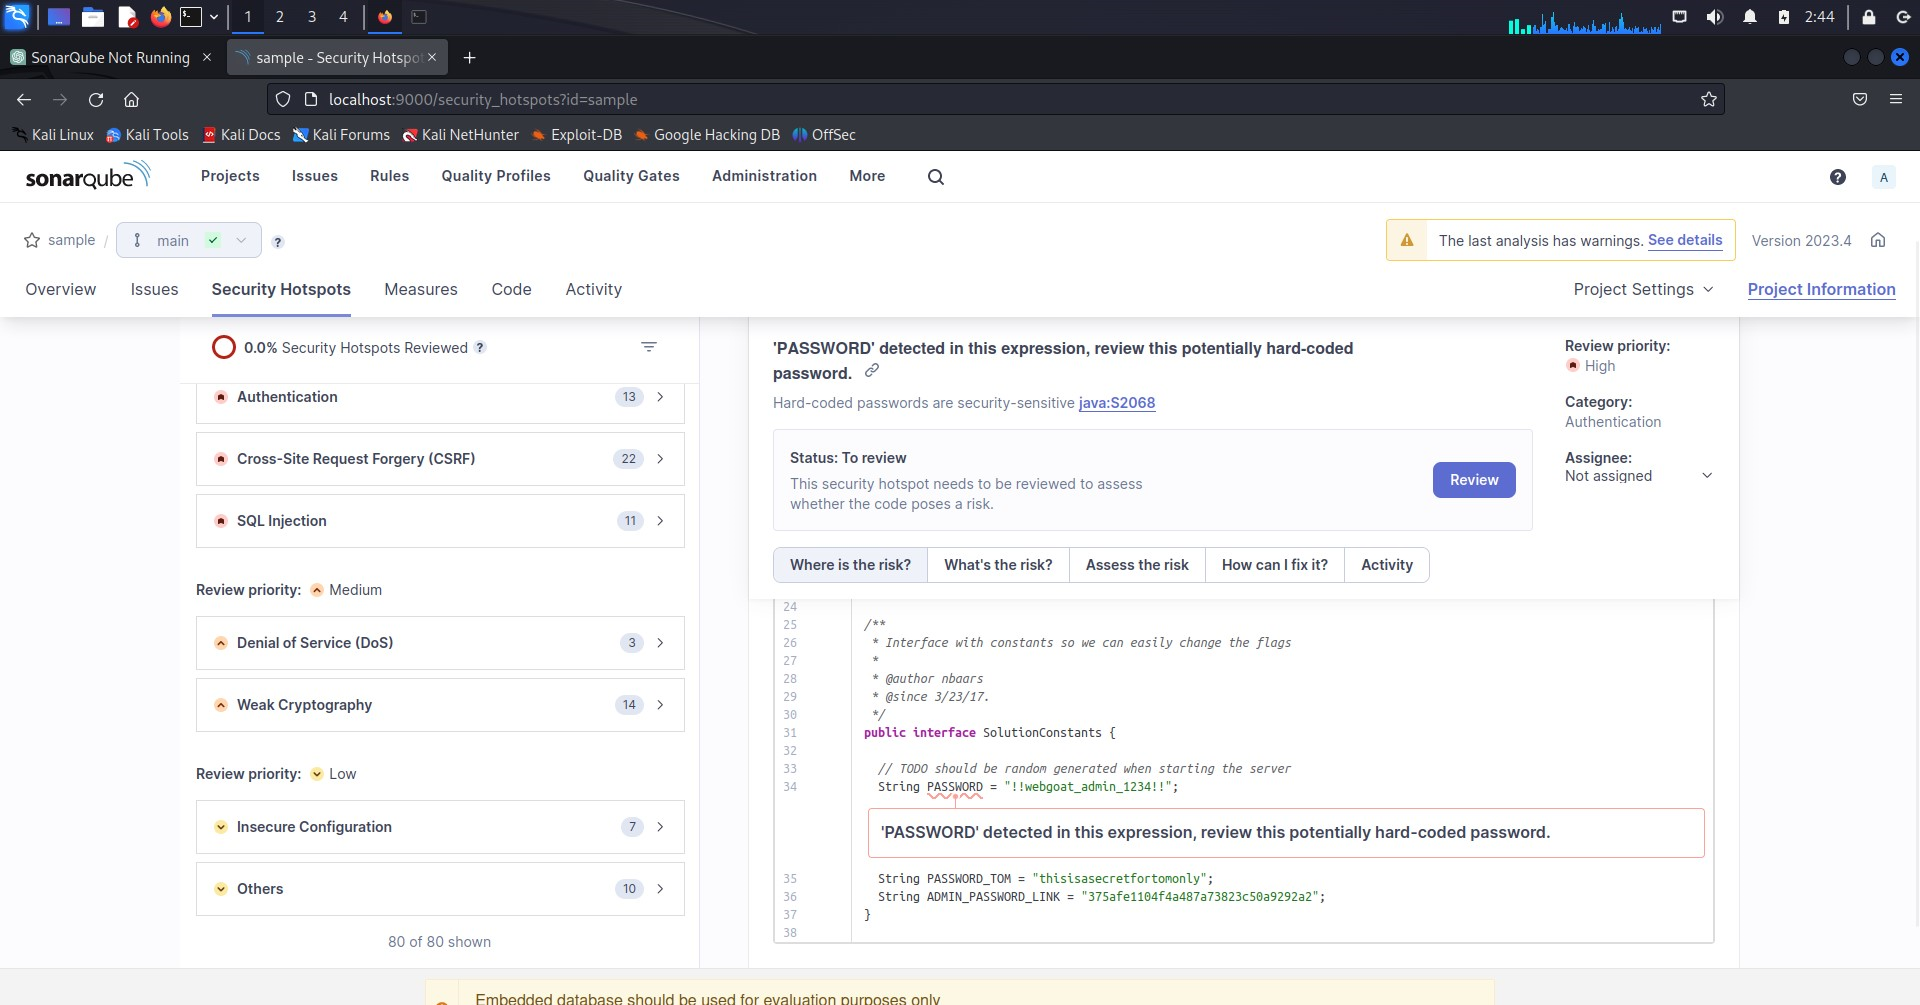 1 2 3 4
2:44
SonarQube Not Running
sample - Security Hotspo
localhost:9000/security_hotspots?id=sample
Kali Linux Kali Tools Kali Docs Kali Forums Kali NetHunter Exploit-DB Google Hacking DB OffSec
sonarqube Projects Issues Rules Quality Profiles Quality Gates Administration More ? A
sample / main ?
The last analysis has warnings. See details Version 2023.4
Overview Issues Security Hotspots Measures Code Activity Project Settings Project Information
0.0% Security Hotspots Reviewed ?
Authentication 13
Cross-Site Request Forgery (CSRF) 22
SQL Injection 11
Review priority: Medium
Denial of Service (DoS) 3
Weak Cryptography 14
Review priority: Low
Insecure Configuration 7
Others 10
80 of 80 shown
'PASSWORD' detected in this expression, review this potentially hard-coded
password.
Hard-coded passwords are security-sensitive java:S2068
Status: To review
This security hotspot needs to be reviewed to assess
whether the code poses a risk.
Review
Review priority:
High
Category:
Authentication
Assignee:
Not assigned
Where is the risk? What's the risk? Assess the risk How can I fix it? Activity
24
25 /**
26 * Interface with constants so we can easily change the flags
27 *
28 * @author nbaars
29 * @since 3/23/17.
30 */
31 public interface SolutionConstants {
32
33 // TODO should be random generated when starting the server
34 String PASSWORD = "!!webgoat_admin_1234!!";
'PASSWORD' detected in this expression, review this potentially hard-coded password.
35 String PASSWORD_TOM = "thisisasecretfortomonly";
36 String ADMIN_PASSWORD_LINK = "375afe1104f4a487a73823c50a9292a2";
37 }
38
Embedded database should be used for evaluation purposes only